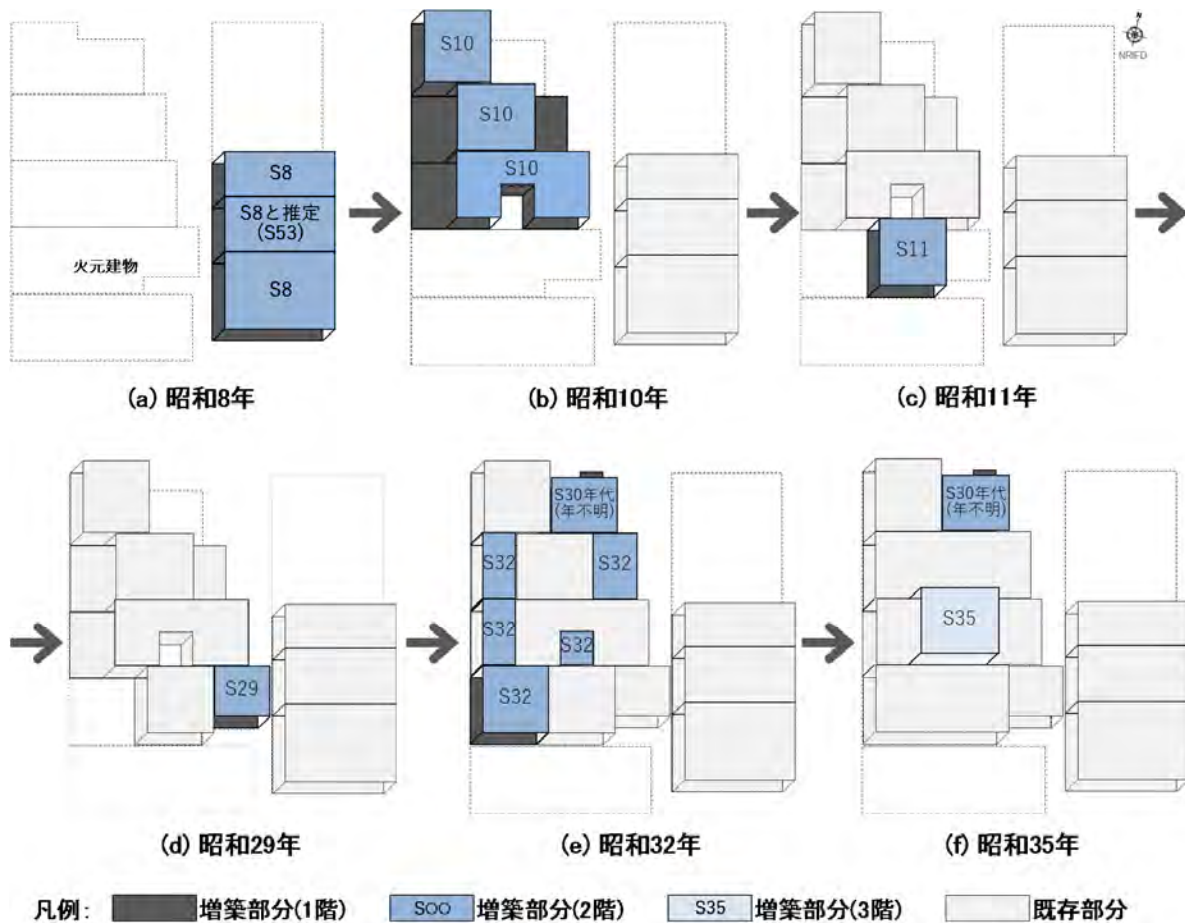 N
NRIFD
S10
S10
S10
S8
S8と推定
(S53)
S8
火元建物
S11
(a) 昭和8年
(b) 昭和10年
(c) 昭和11年
S29
S30年代
(年不明)
S32
S32
S32
S32
S32
S30年代
(年不明)
S35
(d) 昭和29年
(e) 昭和32年
(f) 昭和35年
凡例:
増築部分(1階)
S○○
増築部分(2階)
S35
増築部分(3階)
既存部分